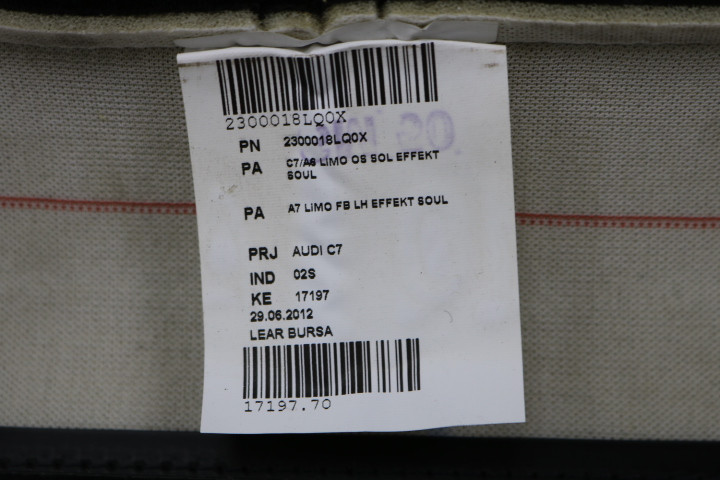 2300018LQ0X
PN 2300018LQ0X
PA C7/A6 LIMO OS SOL EFFEKT
SOUL
PA A7 LIMO FB LH EFFEKT SOUL
PRJ AUDI C7
IND 02S
KE 17197
29.06.2012
LEAR BURSA
17197.70